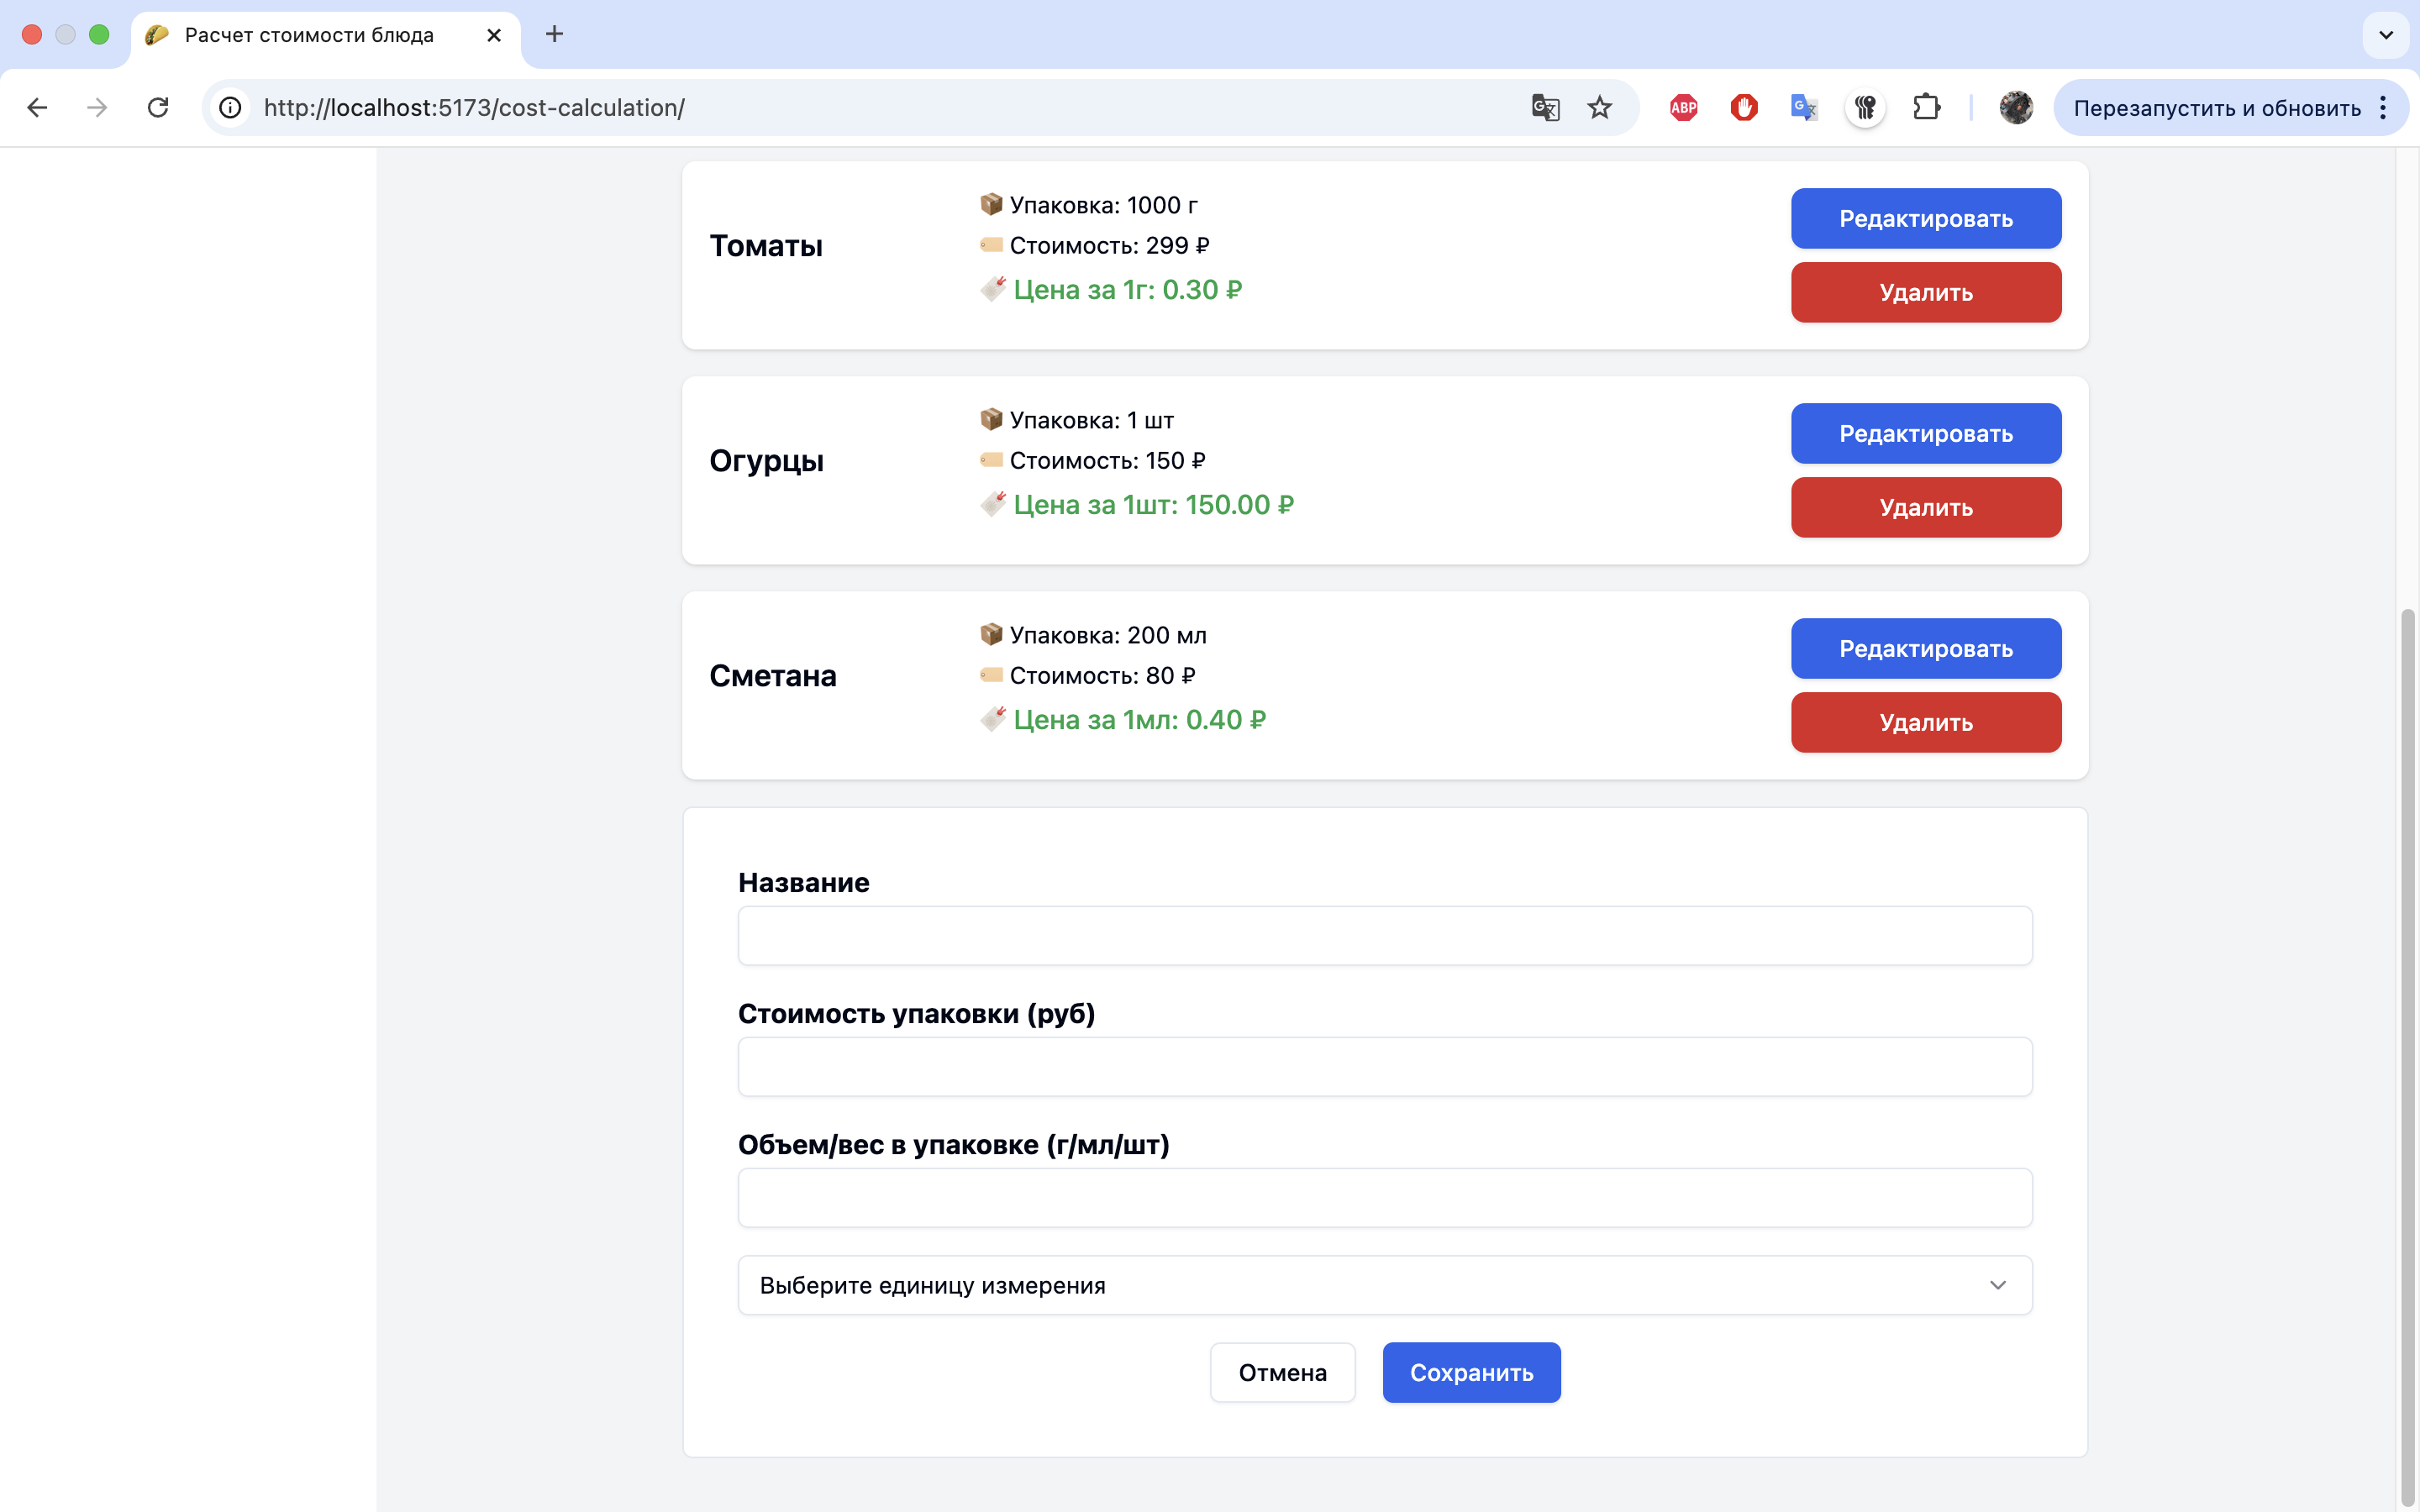 Расчет стоимости блюда
http://localhost:5173/cost-calculation/
ABP
Перезапустить и обновить
Томаты
Упаковка: 1000 г
Стоимость: 299 ₽
Цена за 1г: 0.30 ₽
Редактировать
Удалить
Огурцы
Упаковка: 1 шт
Стоимость: 150 ₽
Цена за 1шт: 150.00 ₽
Редактировать
Удалить
Сметана
Упаковка: 200 мл
Стоимость: 80 ₽
Цена за 1мл: 0.40 ₽
Редактировать
Удалить
Название
Стоимость упаковки (руб)
Объем/вес в упаковке (г/мл/шт)
Выберите единицу измерения
Отмена
Сохранить